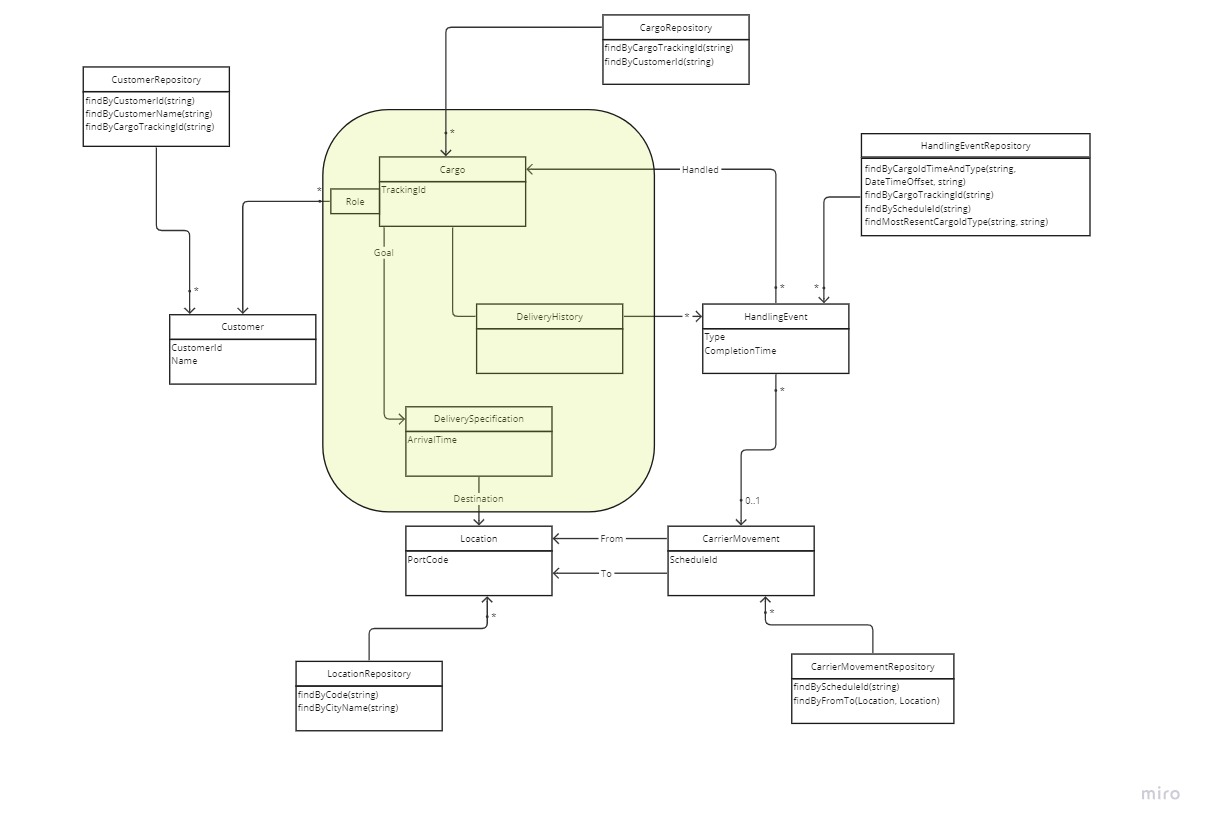 CargoRepository
findByCargoTrackingId(string)
findByCustomerId(string)
CustomerRepository
findByCustomerId(string)
findByCustomerName(string)
findByCargoTrackingId(string)
*
HandlingEventRepository
findByCargoIdTimeAndType(string,
DateTimeOffset, string)
findByCargoTrackingId(string)
findByScheduleId(string)
findMostResentCargoIdType(string, string)
Cargo
TrackingId
Handled
*
Role
Goal
*
*
*
Customer
CustomerId
Name
DeliveryHistory
*
HandlingEvent
Type
CompletionTime
*
DeliverySpecification
ArrivalTime
Destination
0..1
Location
PortCode
From
To
CarrierMovement
ScheduleId
*
*
LocationRepository
findByCode(string)
findByCityName(string)
CarrierMovementRepository
findByScheduleId(string)
findByFromTo(Location, Location)
miro